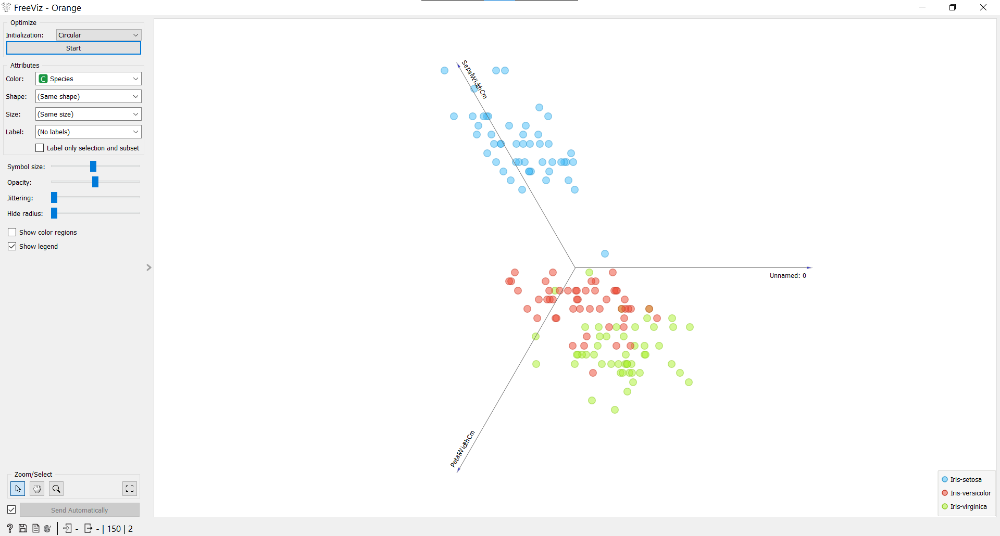 FreeViz - Orange
Optimize
Initialization: Circular
Start
Attributes
Color: C Species
Shape: (Same shape)
Size: (Same size)
Label: (No labels)
Label only selection and subset
Symbol size:
Opacity:
Jittering:
Hide radius:
Show color regions
Show legend
SepalWidthCm
Unnamed: 0
PetalWidthCm
Iris-setosa
Iris-versicolor
Iris-virginica
Zoom/Select
Send Automatically
? - - | 150 | 2